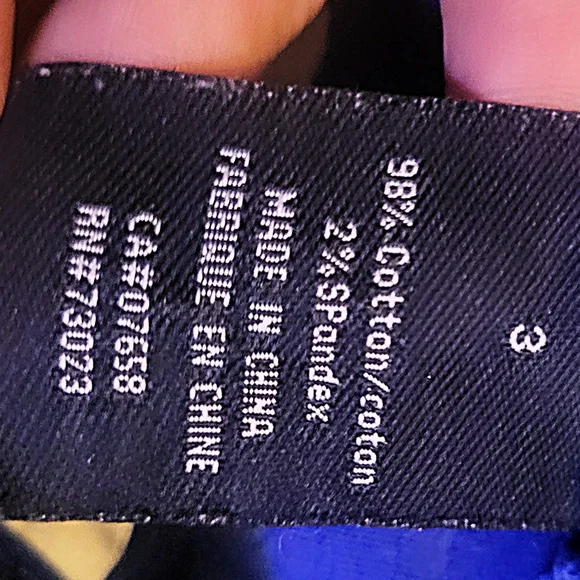 3
98% Cotton/coton
2%SPandex
MADE IN CHINA
FABRIQUE EN CHINE
CA#07658
RN#73023